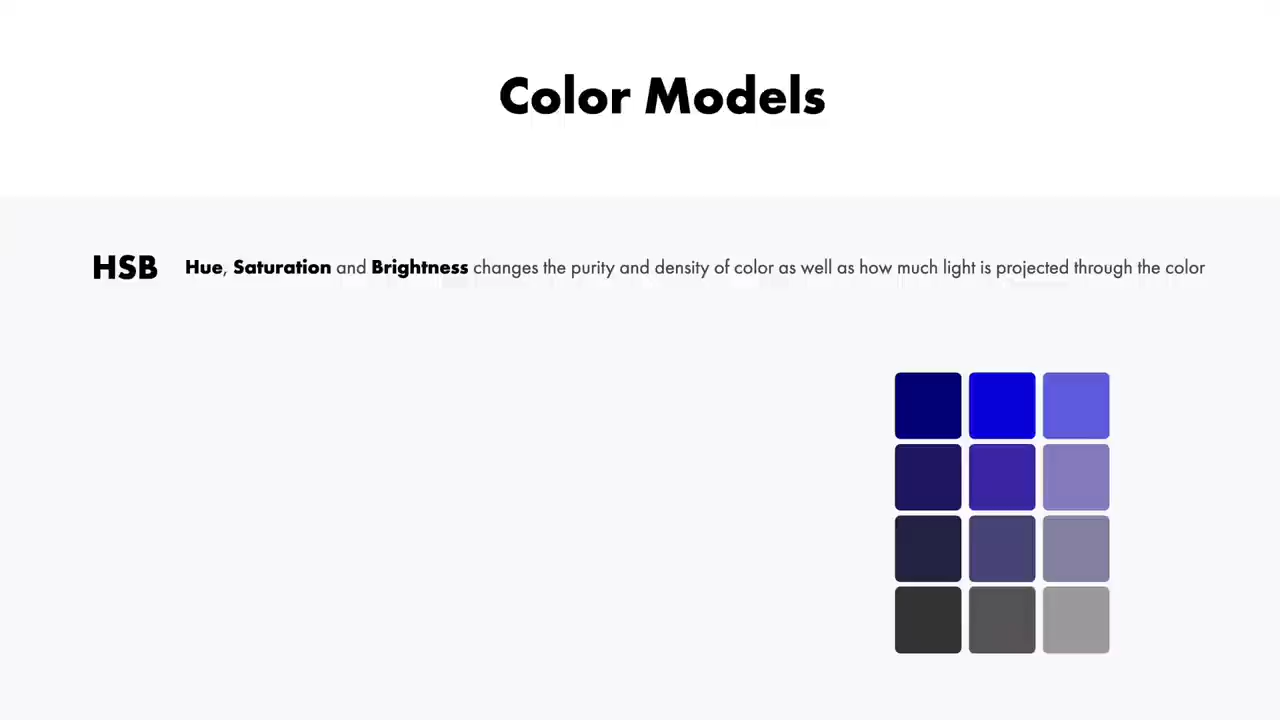 Color Models
HSB Hue, Saturation and Brightness changes the purity and density of color as well as how much light is projected through the color